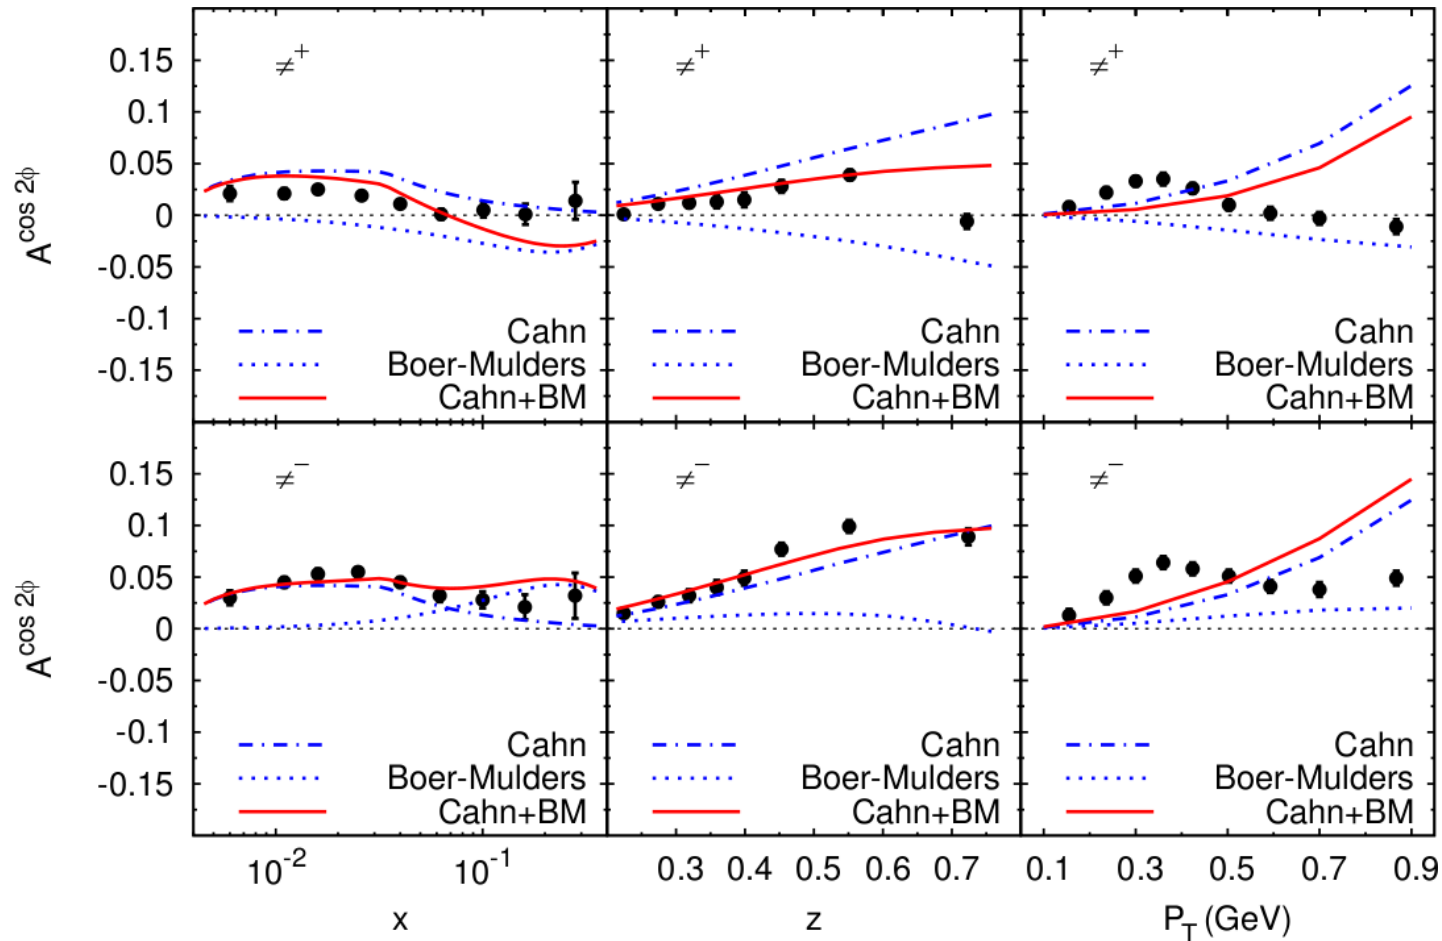 ≠+ ≠+ ≠+
0.15
0.1
0.05
0
-0.05
-0.1
-0.15
A^cos 2ϕ
Cahn Cahn Cahn
Boer-Mulders Boer-Mulders Boer-Mulders
Cahn+BM Cahn+BM Cahn+BM
≠− ≠− ≠−
0.15
0.1
0.05
0
-0.05
-0.1
-0.15
A^cos 2ϕ
Cahn Cahn Cahn
Boer-Mulders Boer-Mulders Boer-Mulders
Cahn+BM Cahn+BM Cahn+BM
10^-2 10^-1 0.3 0.4 0.5 0.6 0.7 0.1 0.3 0.5 0.7 0.9
x z P_T (GeV)